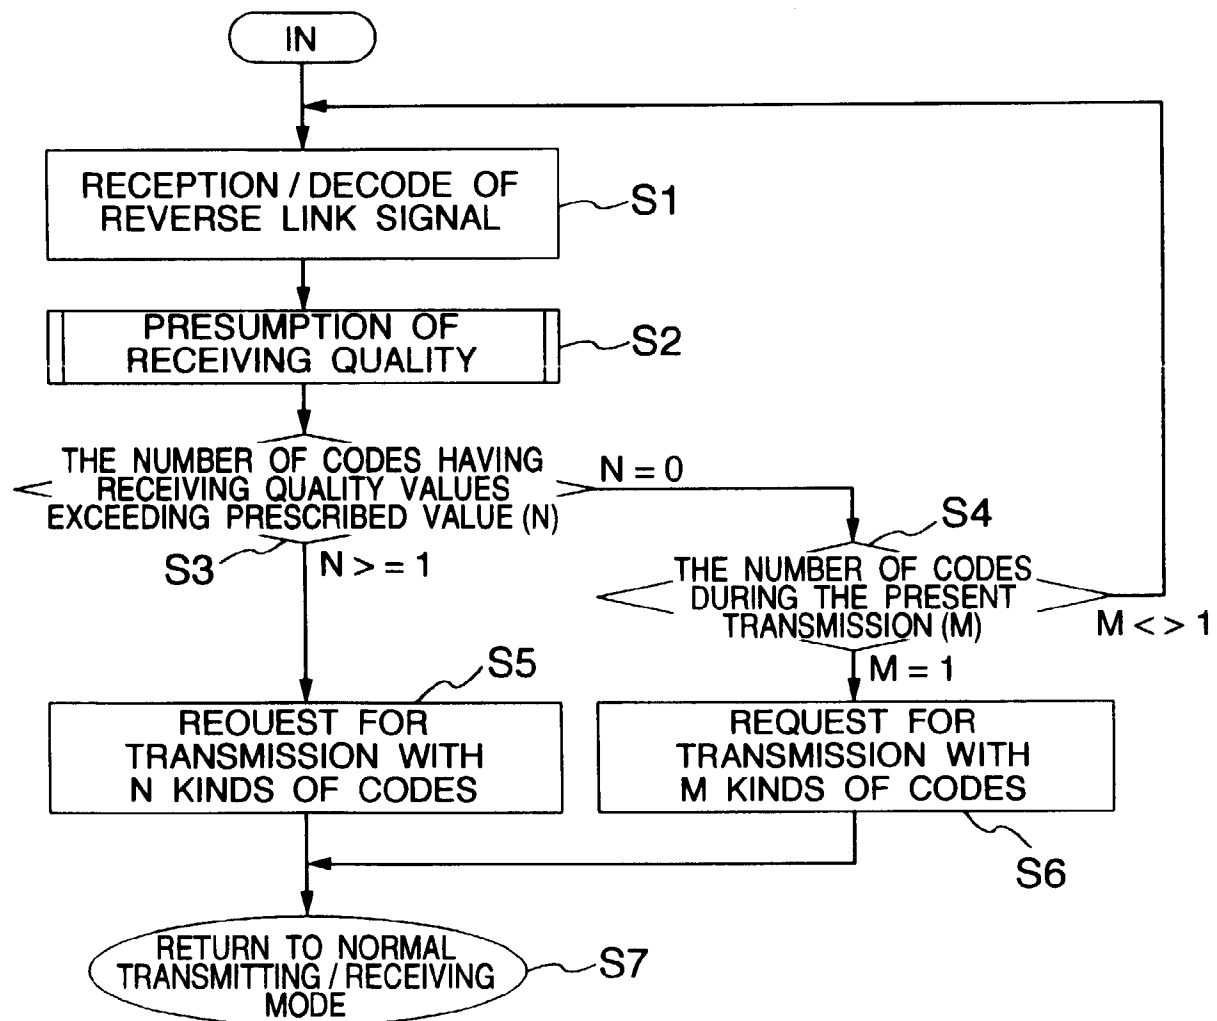 IN
RECEPTION / DECODE OF
REVERSE LINK SIGNAL
S1
PRESUMPTION OF
RECEIVING QUALITY
S2
THE NUMBER OF CODES HAVING
RECEIVING QUALITY VALUES
EXCEEDING PRESCRIBED VALUE (N)
N = 0
S3
N > = 1
S4
THE NUMBER OF CODES
DURING THE PRESENT
TRANSMISSION (M)
M < > 1
M = 1
S5
REOUEST FOR
TRANSMISSION WITH
N KINDS OF CODES
REQUEST FOR
TRANSMISSION WITH
M KINDS OF CODES
S6
RETURN TO NORMAL
TRANSMITTING / RECEIVING
MODE
S7